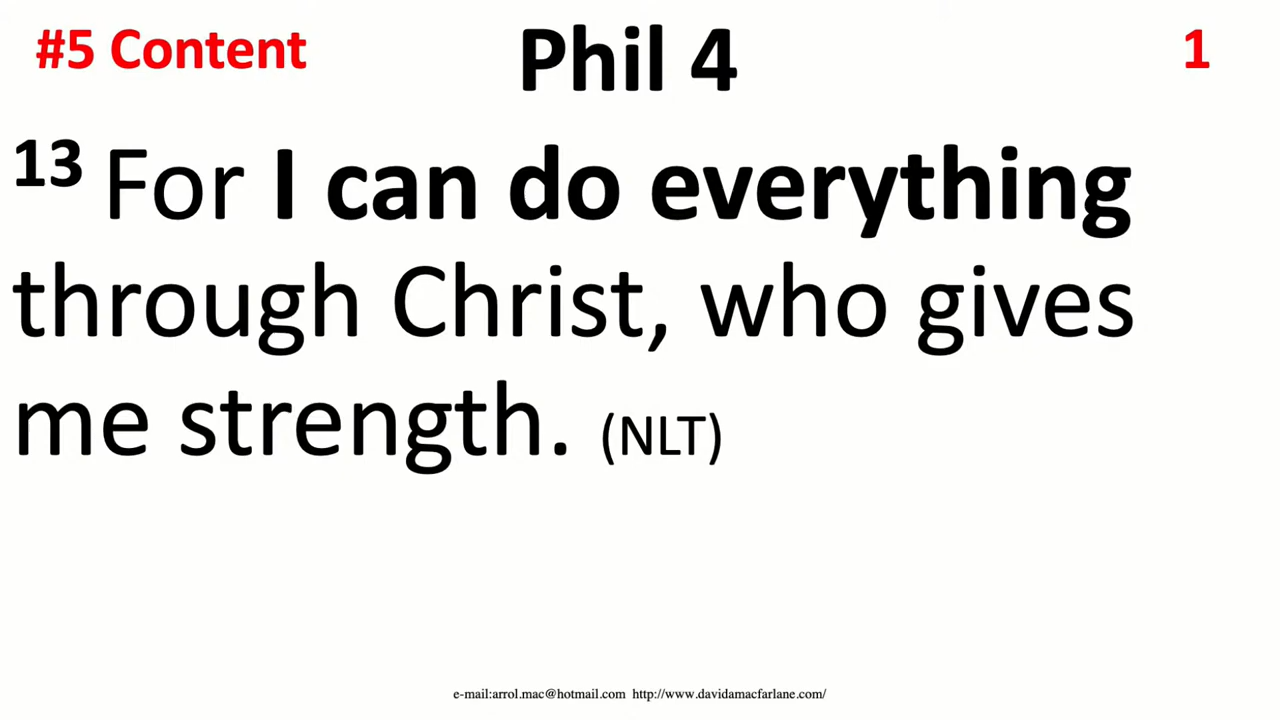 #5 Content Phil 4 1
13 For I can do everything
through Christ, who gives
me strength. (NLT)
e-mail:arrol.mac@hotmail.com http://www.davidamacfarlane.com/